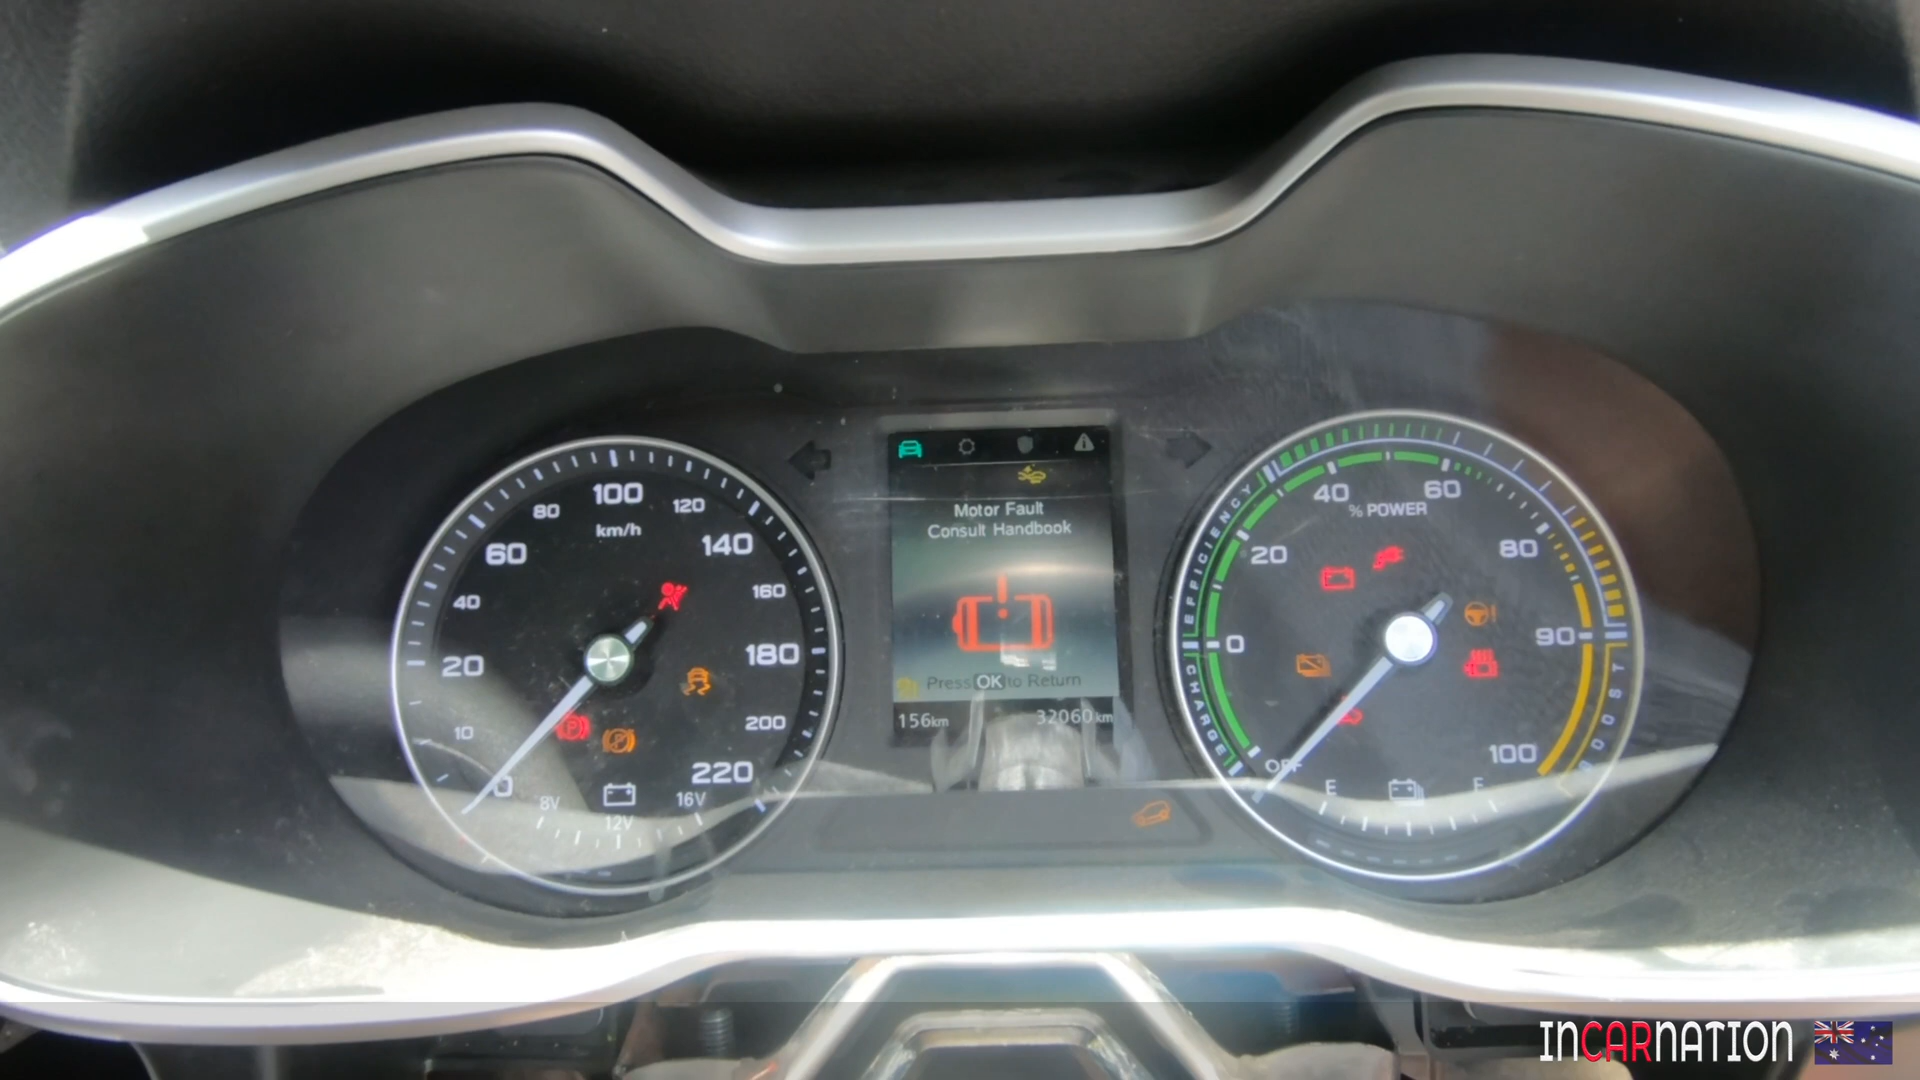 100
80
120
km/h
60
140
160
40
20
180
10
200
0
220
8V
16V
12V
Motor Fault
Consult Handbook
Press OK to Return
156km
32060km
40
60
% POWER
20
80
0
90
100
OFF
E
F
EFFICIENCY
CHARGE
BOOST
INCARNATION